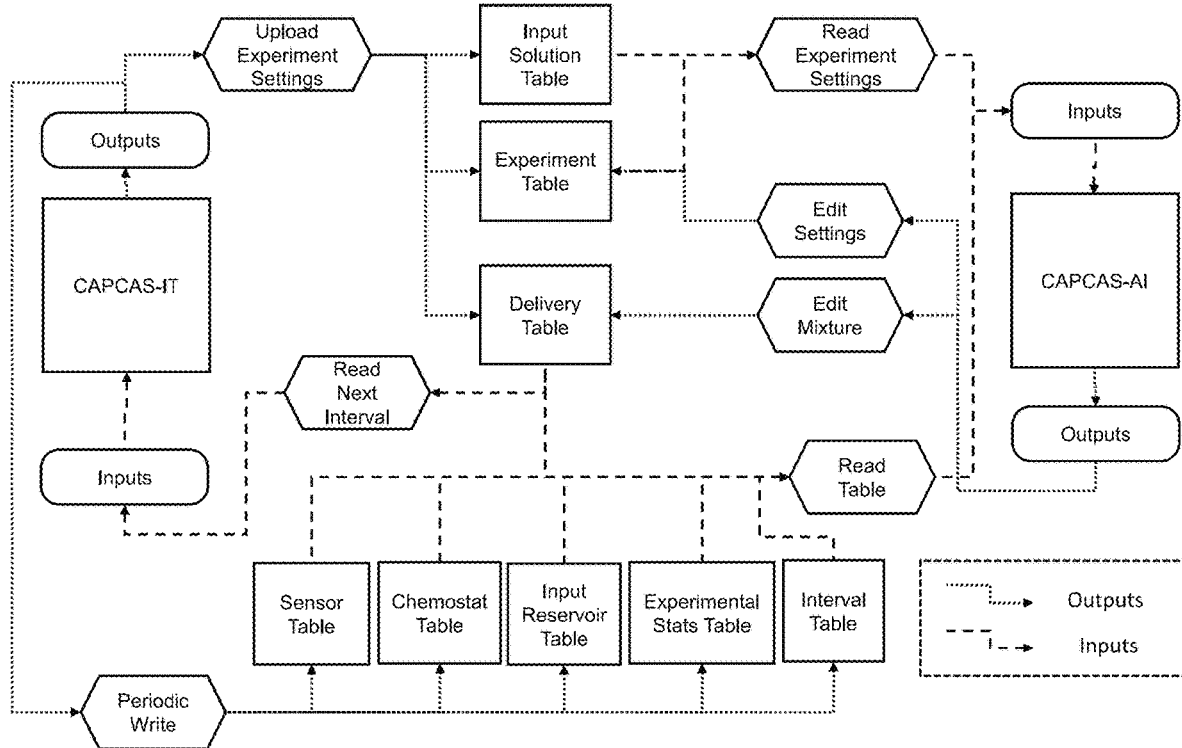 Upload
Experiment
Settings
Input
Solution
Table
Read
Experiment
Settings
Outputs
Inputs
Experiment
Table
Edit
Settings
CAPCAS-IT
CAPCAS-AI
Delivery
Table
Edit
Mixture
Read
Next
Interval
Inputs
Outputs
Read
Table
Sensor
Table
Chemostat
Table
Input
Reservoir
Table
Experimental
Stats Table
Interval
Table
Outputs
Inputs
Periodic
Write